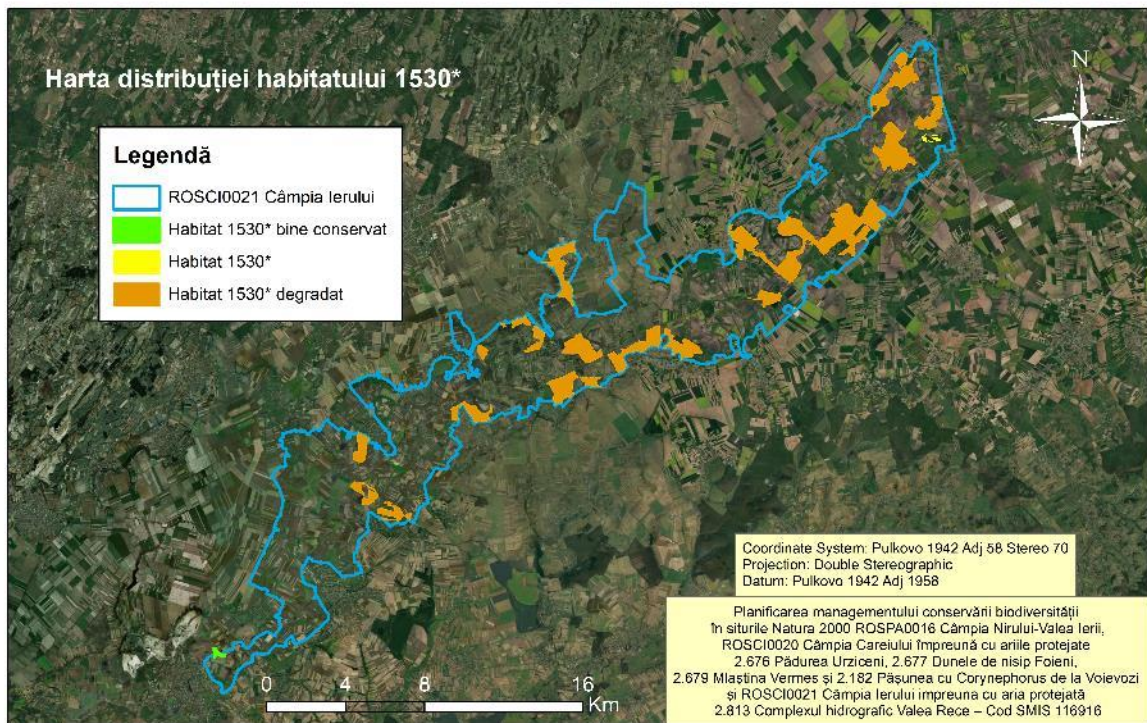 Harta distribuției habitatului 1530*
N
Legendă
ROSCI0021 Câmpia Ierului
Habitat 1530* bine conservat
Habitat 1530*
Habitat 1530* degradat
Coordinate System: Pulkovo 1942 Adj 58 Stereo 70
Projection: Double Stereographic
Datum: Pulkovo 1942 Adj 1958
Planificarea managementului conservării biodiversității
în siturile Natura 2000 ROSPA0016 Câmpia Nirului-Valea Ierii,
ROSCI0020 Câmpia Careiului împreună cu ariile protejate
2.676 Pădurea Urziceni, 2.677 Dunele de nisip Foieni,
2.679 Mlaștina Vermes și 2.182 Pășunea cu Corynephorus de la Voievozi
și ROSCI0021 Câmpia Ierului impreuna cu aria protejată
2.813 Complexul hidrografic Valea Rece – Cod SMIS 116916
0 4 8 16
Km